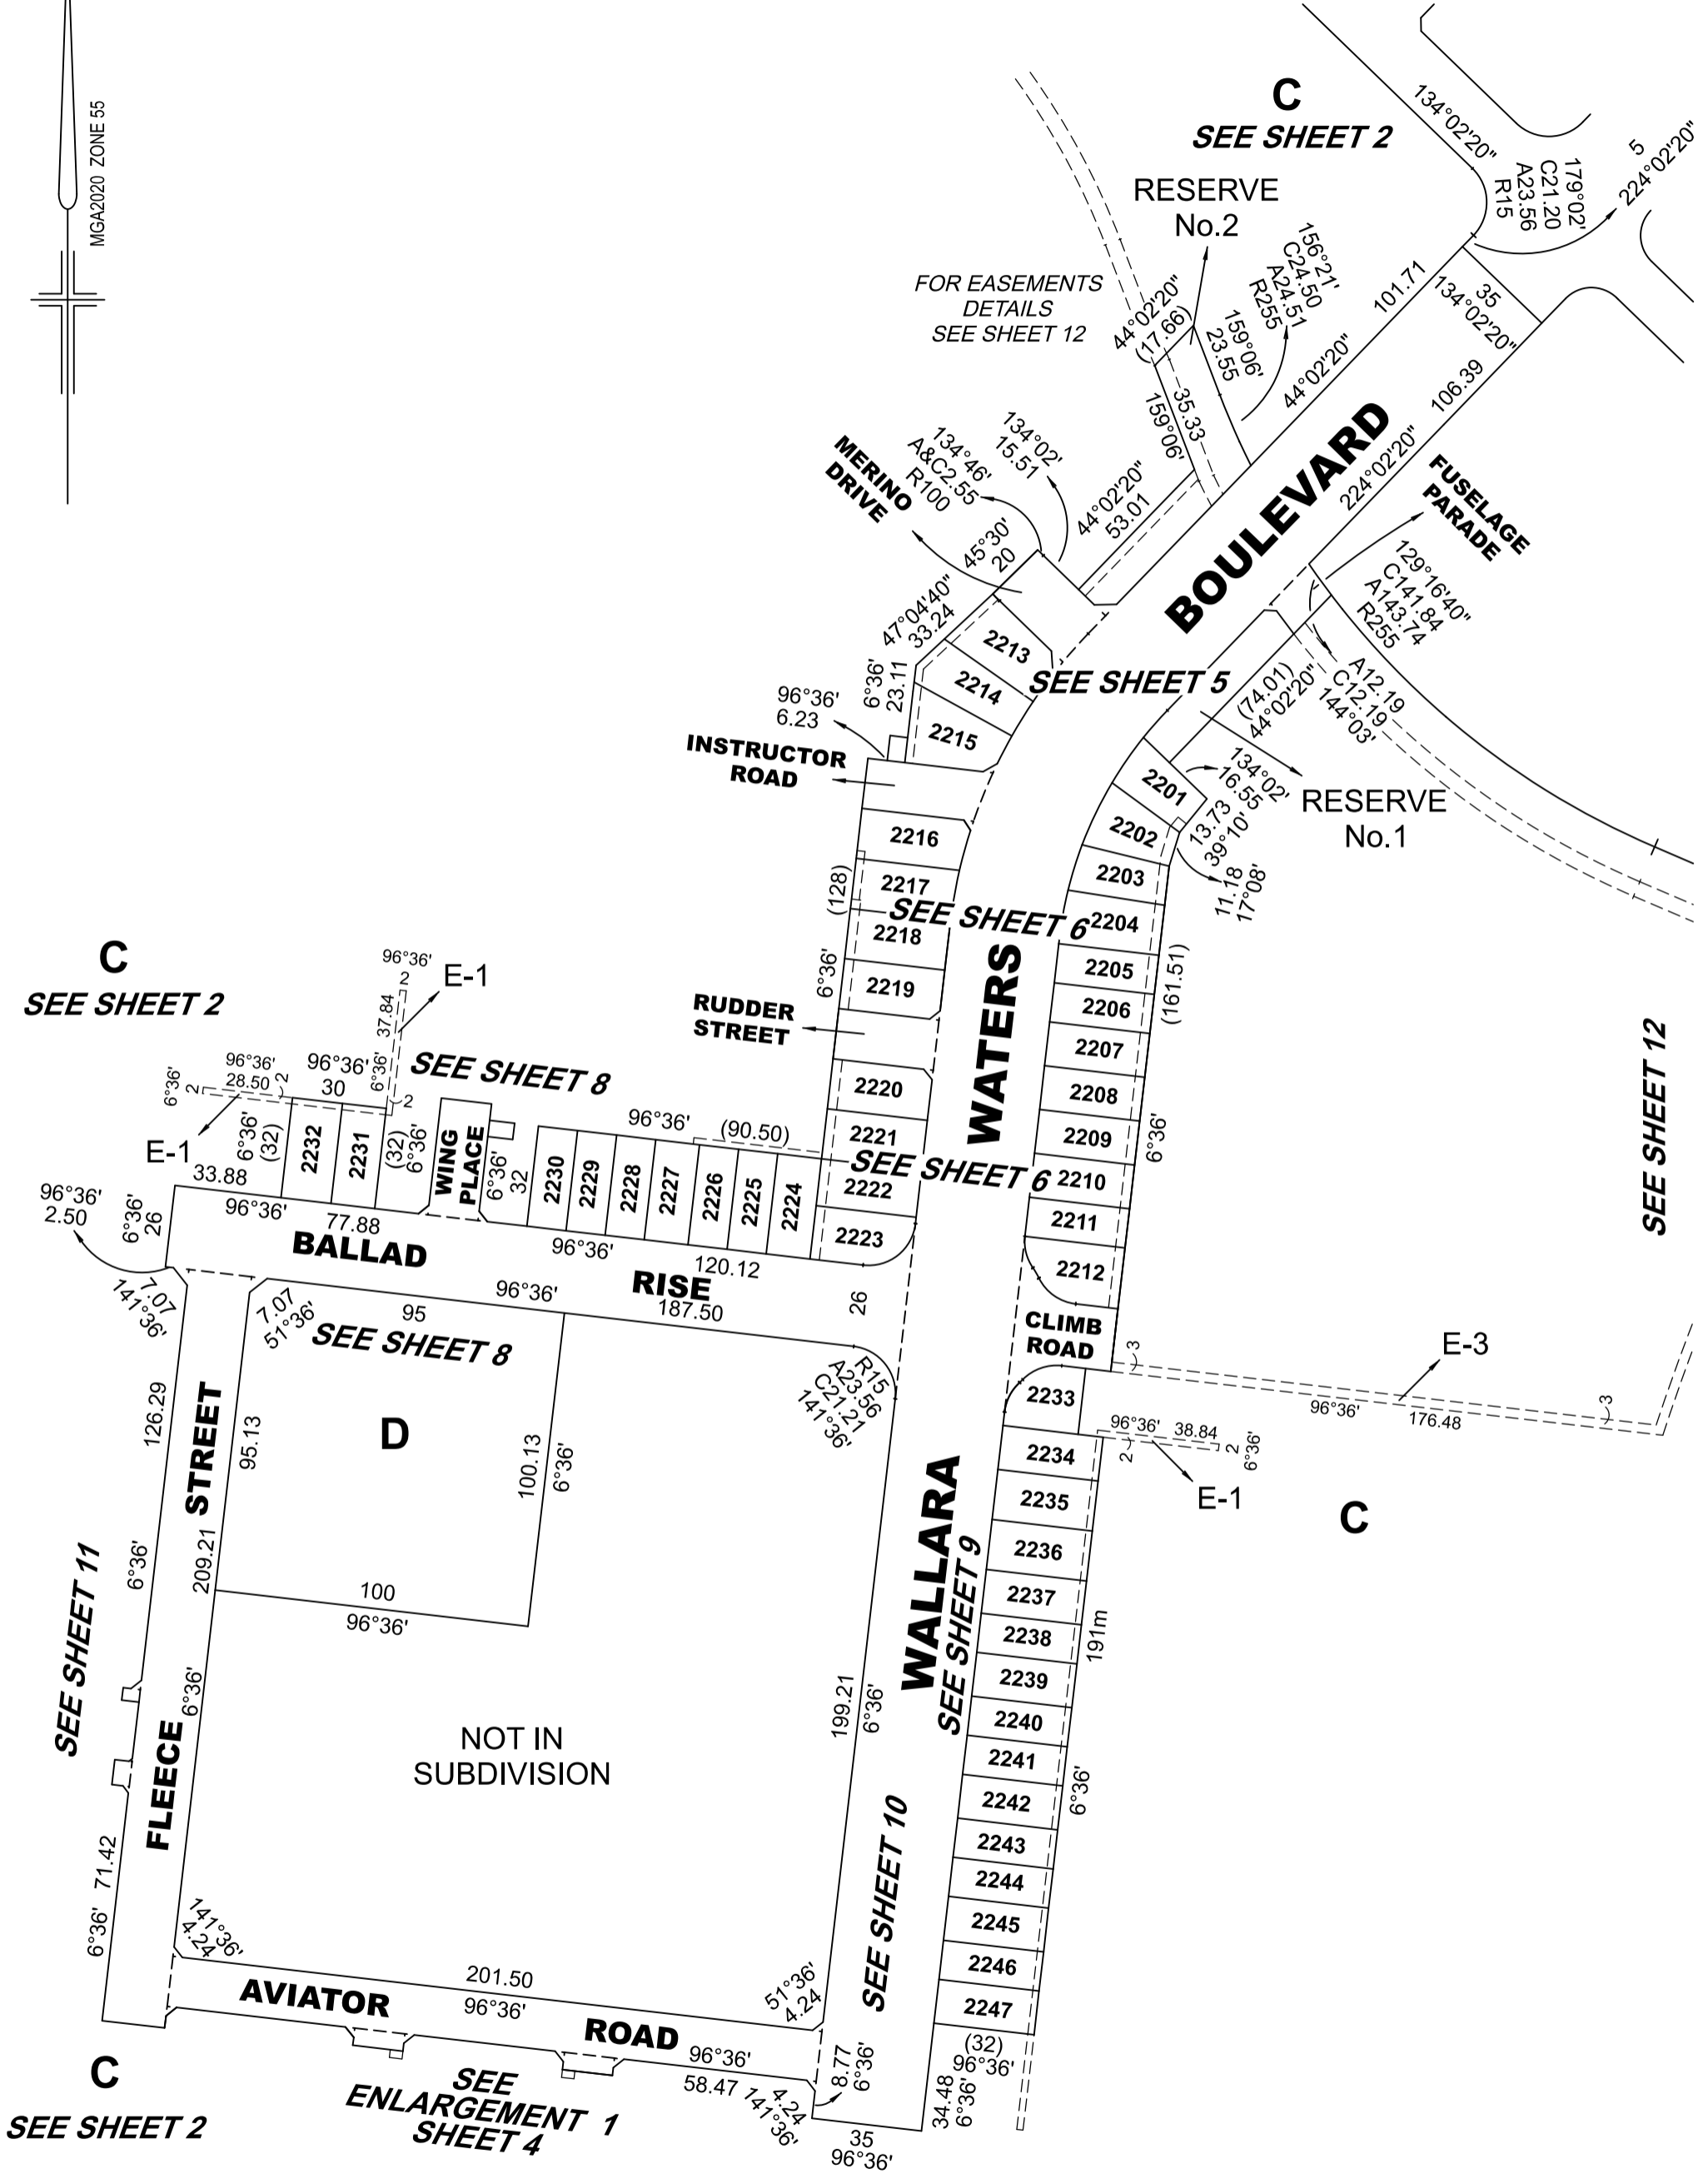 MGA2020 ZONE 55
C
SEE SHEET 2
134°02'20"
179°02'
C21.20
A23.56
R15
5
224°02'20"
RESERVE
No.2
156°21'
C24.50
A24.51
R255
FOR EASEMENTS
DETAILS
SEE SHEET 12
44°02'20"
(17.66)
159°06'
23.55
35.33
159°06'
101.71
44°02'20"
35
134°02'20"
106.39
224°02'20"
BOULEVARD
MERINO
DRIVE
134°46'
A&C2.55
R100
134°02'
15.51
44°02'20"
53.01
45°30'
20
47°04'40"
33.24
6°36'
23.11
FUSELAGE
PARADE
129°16'40"
C141.84
A143.74
R255
A12.19
C12.19
144°03'
(74.01)
44°02'20"
2213
2214
2215
SEE SHEET 5
96°36'
6.23
INSTRUCTOR
ROAD
2201
134°02'
16.55
RESERVE
No.1
13.73
39°10'
11.18
17°08'
2202
2203
2204
2205
2206
2207
2208
2209
2210
2211
2212
(161.51)
6°36'
2216
2217
2218
2219
(128)
6°36'
SEE SHEET 6
WATERS
RUDDER
STREET
2220
2221
2222
2223
SEE SHEET 6
SEE SHEET 12
C
SEE SHEET 2
96°36'
2
E-1
37.84
6°36'
2
SEE SHEET 8
96°36'
28.50
2
6°36'
2
96°36'
30
E-1
6°36'
(32)
2232
2231
(32)
6°36'
WING
PLACE
6°36'
32
96°36'
(90.50)
2230
2229
2228
2227
2226
2225
2224
33.88
96°36'
2.50
6°36'
26
96°36'
77.88
BALLAD
RISE
96°36'
120.12
96°36'
187.50
26
7.07
141°36'
7.07
51°36'
95
SEE SHEET 8
D
95.13
100.13
6°36'
100
96°36'
R15
A23.56
C21.21
141°36'
CLIMB
ROAD
3
E-3
96°36'
176.48
3
2233
96°36'
38.84
2
2
6°36'
E-1
C
2234
2235
2236
2237
2238
2239
2240
2241
2242
2243
2244
2245
2246
2247
191m
6°36'
WALLARA
SEE SHEET 9
199.21
6°36'
SEE SHEET 10
126.29
6°36'
STREET
209.21
6°36'
FLEECE
SEE SHEET 11
71.42
6°36'
NOT IN
SUBDIVISION
141°36'
4.24
201.50
96°36'
AVIATOR
ROAD
51°36'
4.24
96°36'
58.47
4.24
141°36'
8.77
6°36'
35
96°36'
34.48
6°36'
(32)
96°36'
C
SEE SHEET 2
SEE
ENLARGEMENT 1
SHEET 4